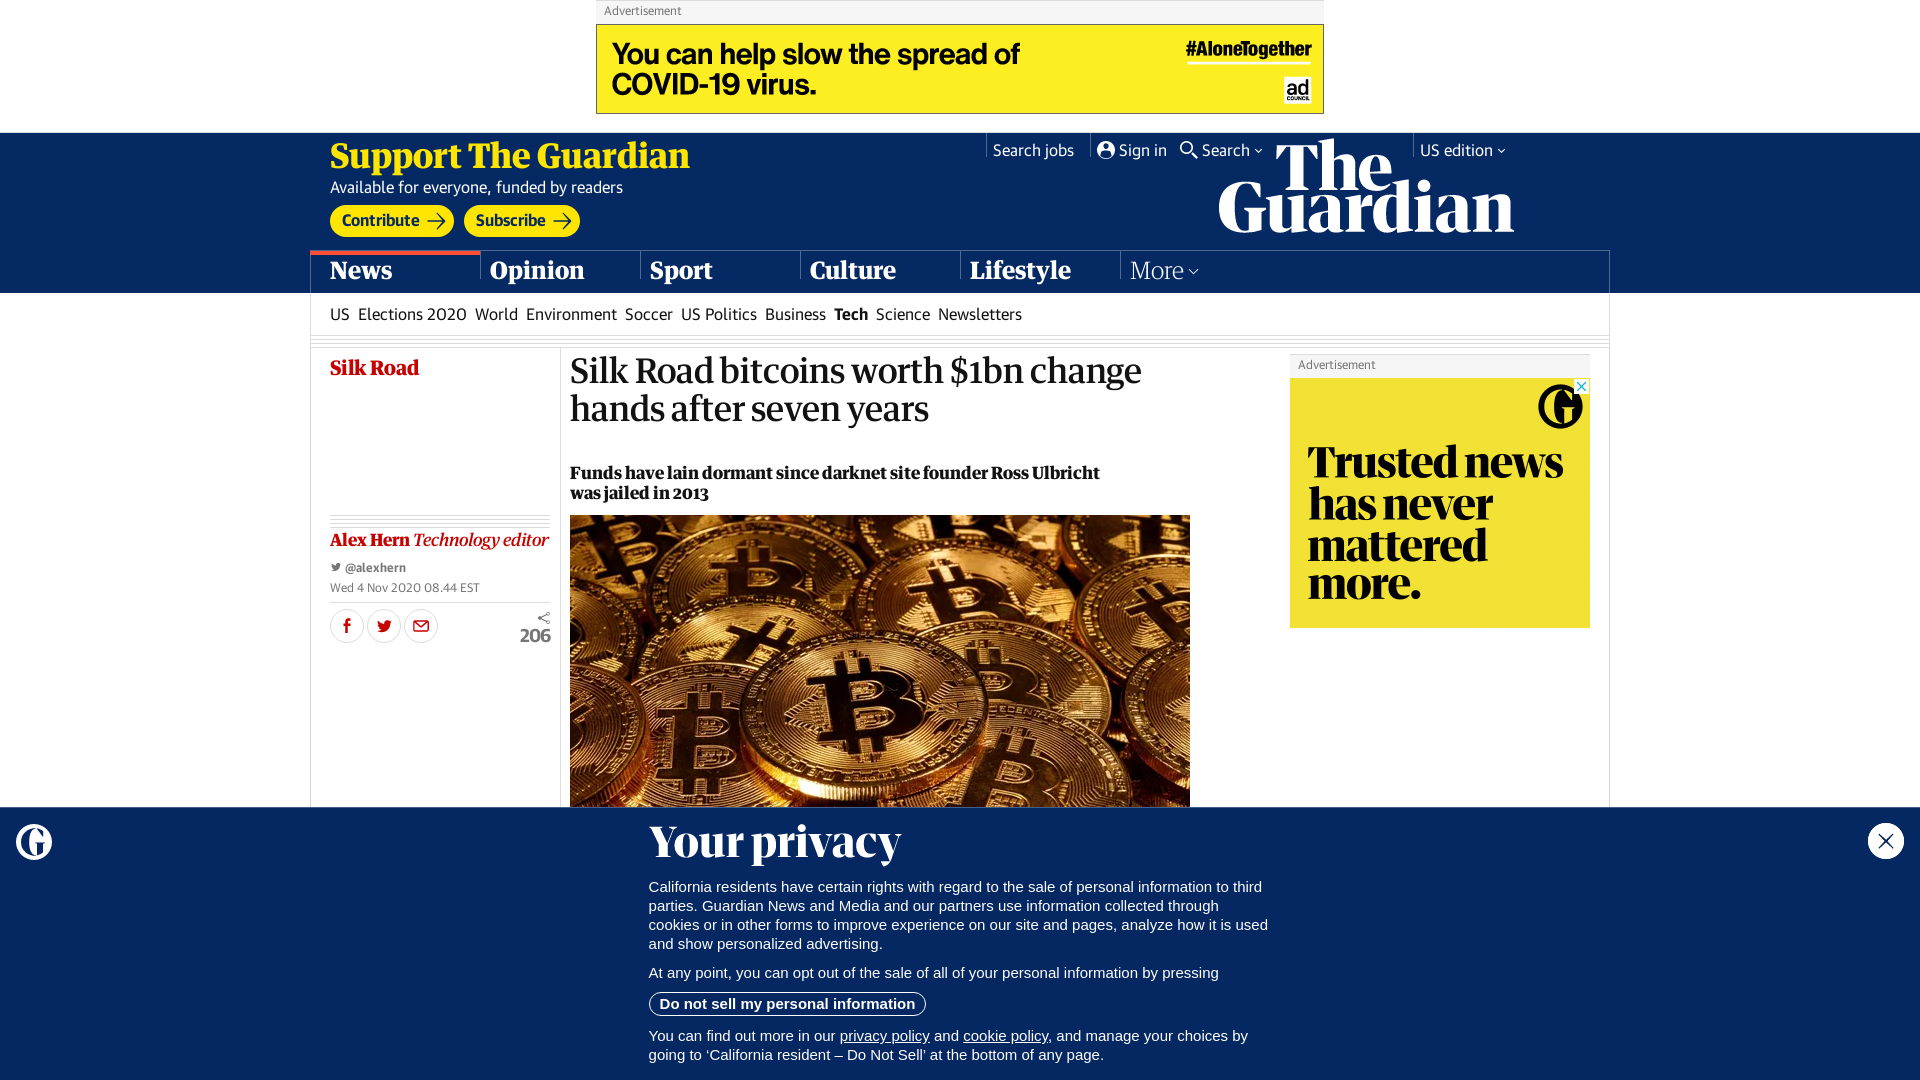 Advertisement
You can help slow the spread of
COVID-19 virus.
#AloneTogether
ad
COUNCIL
Support The Guardian
Available for everyone, funded by readers
Contribute
Subscribe
Search jobs
Sign in
Search
US edition
The
Guardian
News
Opinion
Sport
Culture
Lifestyle
More
US Elections 2020 World Environment Soccer US Politics Business Tech Science Newsletters
Silk Road
Silk Road bitcoins worth $1bn change
hands after seven years
Funds have lain dormant since darknet site founder Ross Ulbricht
was jailed in 2013
Alex Hern Technology editor
@alexhern
Wed 4 Nov 2020 08.44 EST
206
Advertisement
Trusted news
has never
mattered
more.
Your privacy
California residents have certain rights with regard to the sale of personal information to third
parties. Guardian News and Media and our partners use information collected through
cookies or in other forms to improve experience on our site and pages, analyze how it is used
and show personalized advertising.
At any point, you can opt out of the sale of all of your personal information by pressing
Do not sell my personal information
You can find out more in our privacy policy and cookie policy, and manage your choices by
going to ‘California resident – Do Not Sell’ at the bottom of any page.